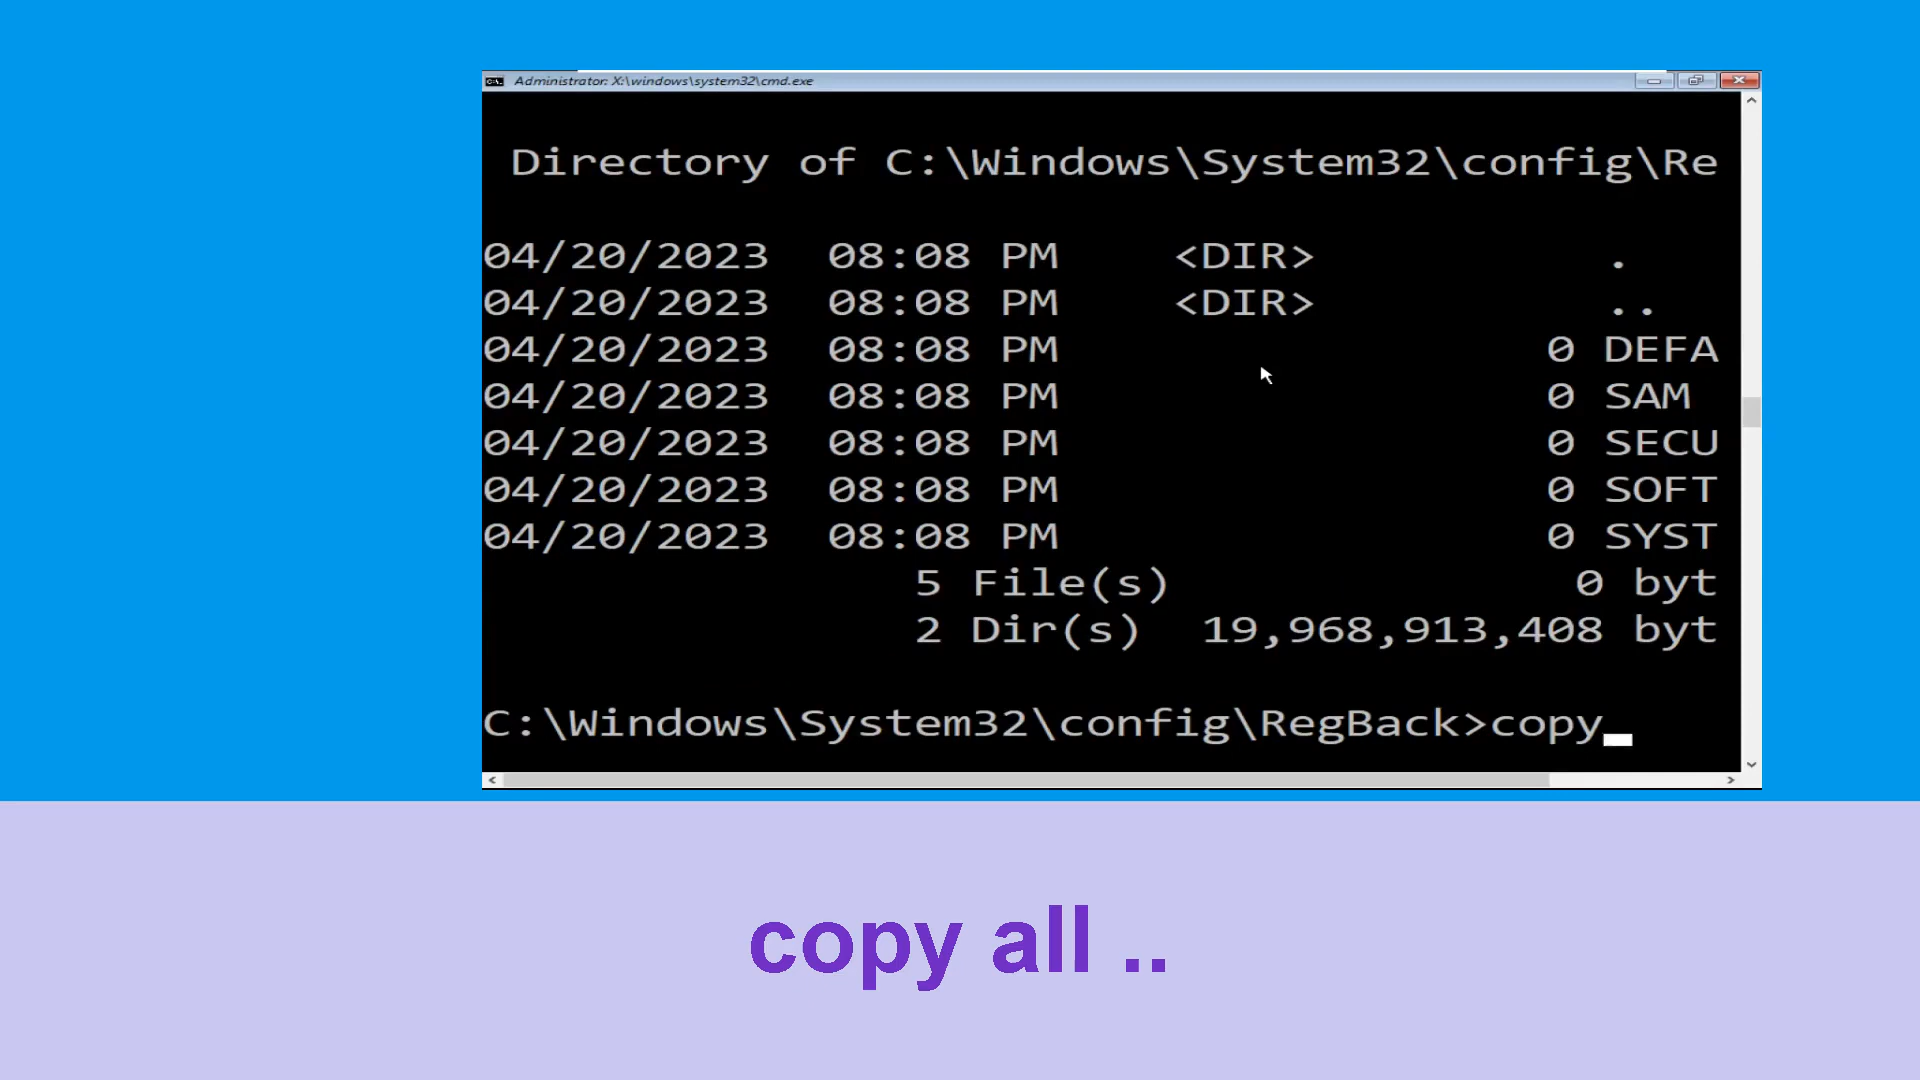 Administrator: X:\windows\system32\cmd.exe
Directory of C:\Windows\System32\config\Re
04/20/2023 08:08 PM <DIR> .
04/20/2023 08:08 PM <DIR> ..
04/20/2023 08:08 PM 0 DEFA
04/20/2023 08:08 PM 0 SAM
04/20/2023 08:08 PM 0 SECU
04/20/2023 08:08 PM 0 SOFT
04/20/2023 08:08 PM 0 SYST
5 File(s) 0 byt
2 Dir(s) 19,968,913,408 byt
C:\Windows\System32\config\RegBack>copy
copy all ..